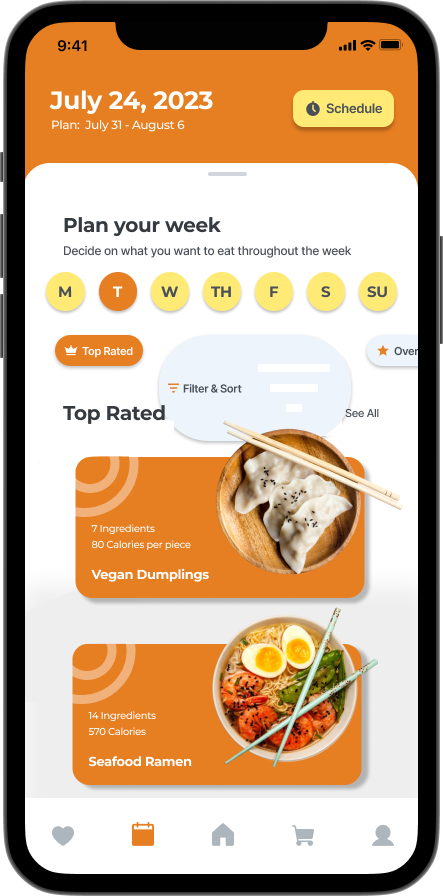 9:41
July 24, 2023
Plan: July 31 - August 6
Schedule
Plan your week
Decide on what you want to eat throughout the week
M T W TH F S SU
Top Rated
Filter & Sort
Over
Top Rated
See All
7 Ingredients
80 Calories per piece
Vegan Dumplings
14 Ingredients
570 Calories
Seafood Ramen